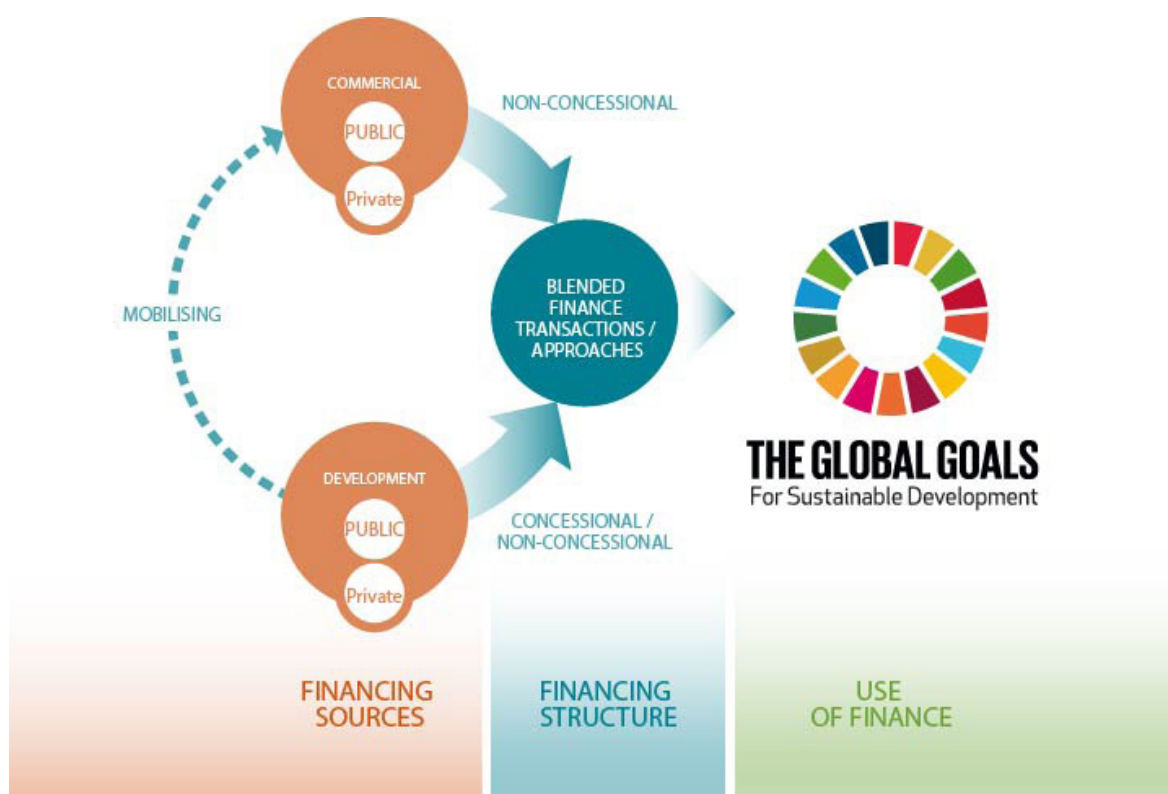 COMMERCIAL
PUBLIC
Private
NON-CONCESSIONAL
MOBILISING
BLENDED
FINANCE
TRANSACTIONS /
APPROACHES
DEVELOPMENT
PUBLIC
Private
CONCESSIONAL /
NON-CONCESSIONAL
THE GLOBAL GOALS
For Sustainable Development
FINANCING
SOURCES
FINANCING
STRUCTURE
USE
OF FINANCE